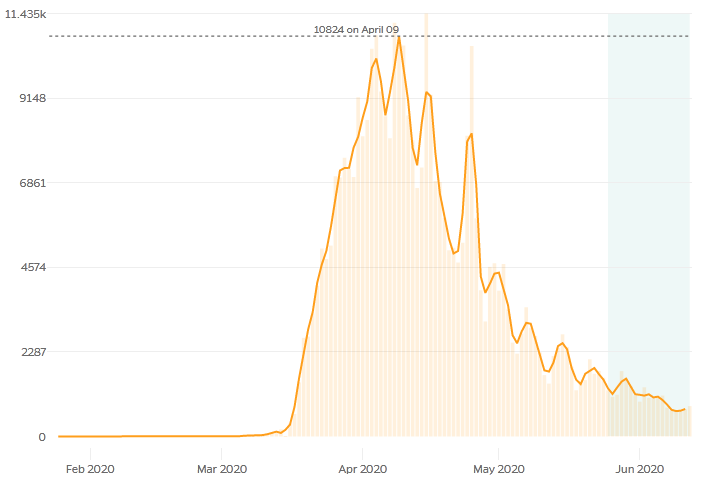 11.435k
10824 on April 09
9148
6861
4574
2287
0
Feb 2020
Mar 2020
Apr 2020
May 2020
Jun 2020